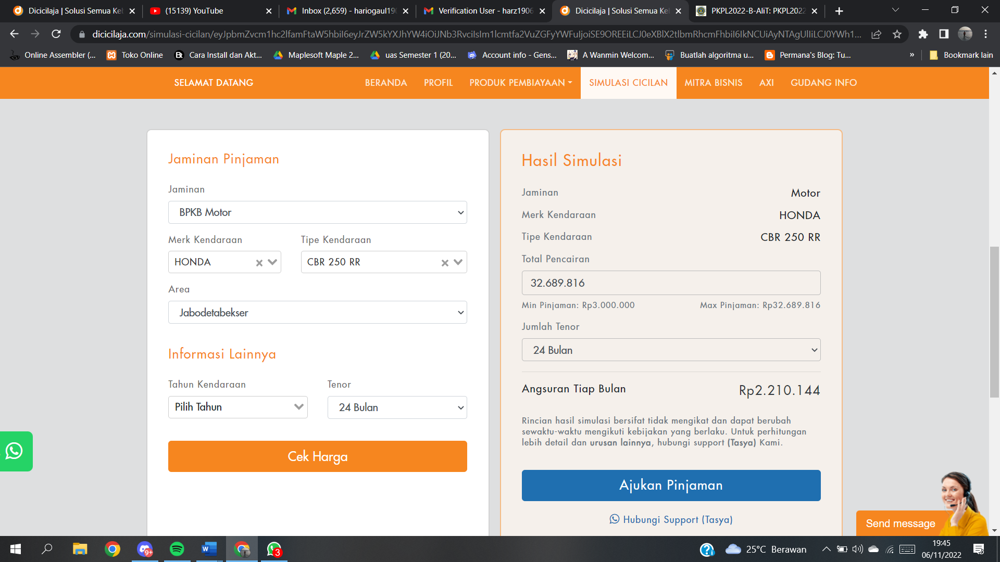 Dicicilaja | Solusi Semua Ke
(15139) YouTube
Inbox (2,659) - hariogaul19
Verification User - harz1906
Dicicilaja | Solusi Semua Ke
PKPL2022-B-AliT: PKPL2022
Online Assembler (...
Toko Online
Cara Install dan Akt...
Maplesoft Maple 2...
uas Semester 1 (20...
Account info - Gens...
A Wanmin Welcom...
Buatlah algoritma u...
Permana's Blog: Tu...
»
Bookmark lain
SELAMAT DATANG
BERANDA
PROFIL
PRODUK PEMBIAYAAN
SIMULASI CICILAN
MITRA BISNIS
AXI
GUDANG INFO
Jaminan Pinjaman
Jaminan
BPKB Motor
Merk Kendaraan
Tipe Kendaraan
HONDA
CBR 250 RR
Area
Jabodetabekser
Informasi Lainnya
Tahun Kendaraan
Tenor
Pilih Tahun
24 Bulan
Cek Harga
Hasil Simulasi
Jaminan
Motor
Merk Kendaraan
HONDA
Tipe Kendaraan
CBR 250 RR
Total Pencairan
32.689.816
Min Pinjaman: Rp3.000.000
Max Pinjaman: Rp32.689.816
Jumlah Tenor
24 Bulan
Angsuran Tiap Bulan
Rp2.210.144
Rincian hasil simulasi bersifat tidak mengikat dan dapat berubah
sewaktu-waktu mengikuti kebijakan yang berlaku. Untuk perhitungan
lebih detail dan urusan lainnya, hubungi support (Tasya) Kami.
Ajukan Pinjaman
Hubungi Support (Tasya)
Send message
9+
3
25°C Berawan
19:45
06/11/2022